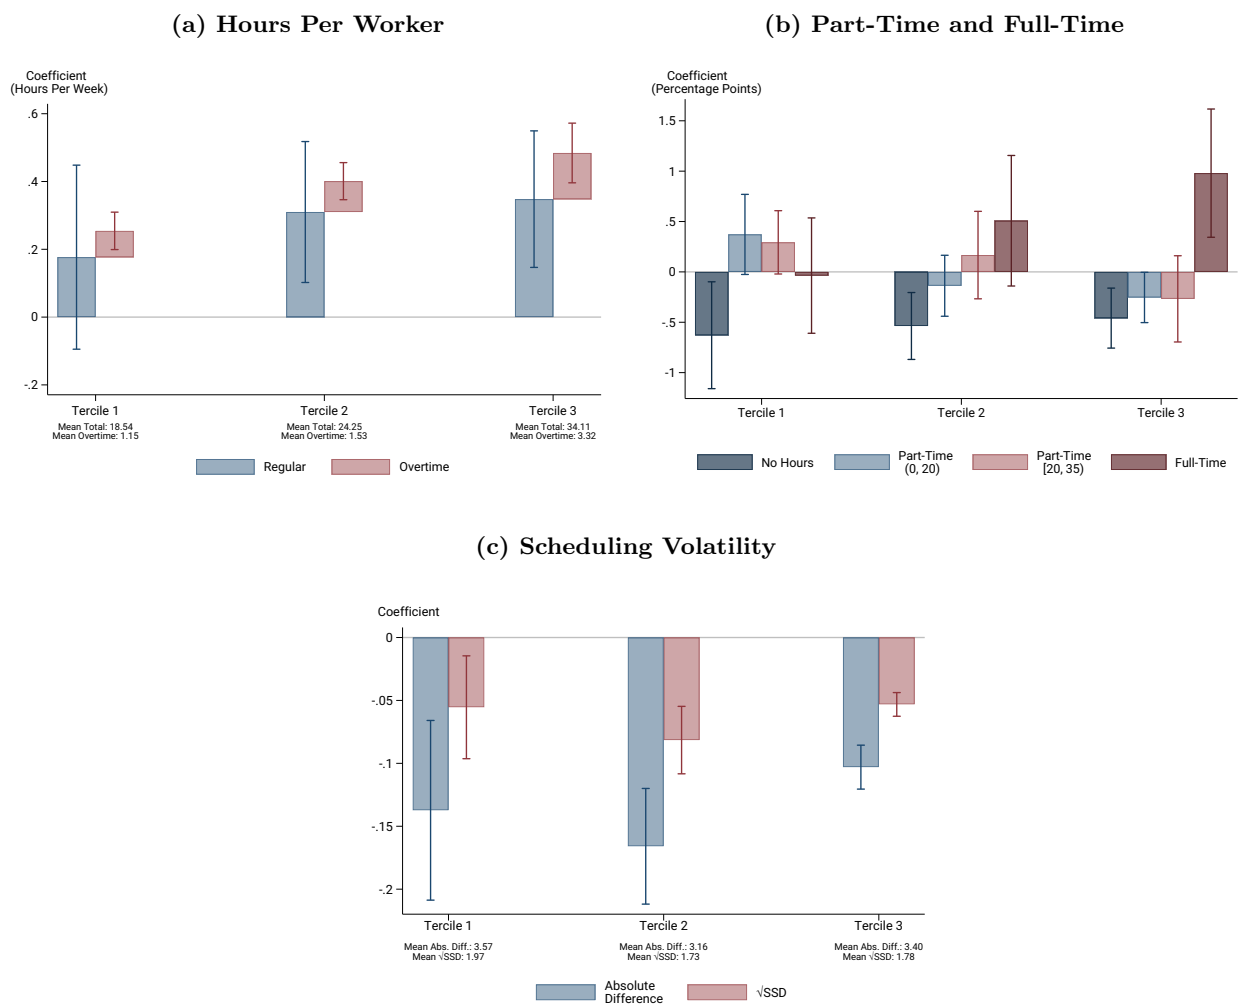 (a) Hours Per Worker
Coefficient
(Hours Per Week)
.6
.4
.2
0
-.2
Tercile 1
Mean Total: 18.54
Mean Overtime: 1.15
Tercile 2
Mean Total: 24.25
Mean Overtime: 1.53
Tercile 3
Mean Total: 34.11
Mean Overtime: 3.32
Regular
Overtime
(b) Part-Time and Full-Time
Coefficient
(Percentage Points)
1.5
1
.5
0
-.5
-1
Tercile 1
Tercile 2
Tercile 3
No Hours
Part-Time
(0, 20)
Part-Time
[20, 35)
Full-Time
(c) Scheduling Volatility
Coefficient
0
-.05
-.1
-.15
-.2
Tercile 1
Mean Abs. Diff.: 3.57
Mean √SSD: 1.97
Tercile 2
Mean Abs. Diff.: 3.16
Mean √SSD: 1.73
Tercile 3
Mean Abs. Diff.: 3.40
Mean √SSD: 1.78
Absolute
Difference
√SSD